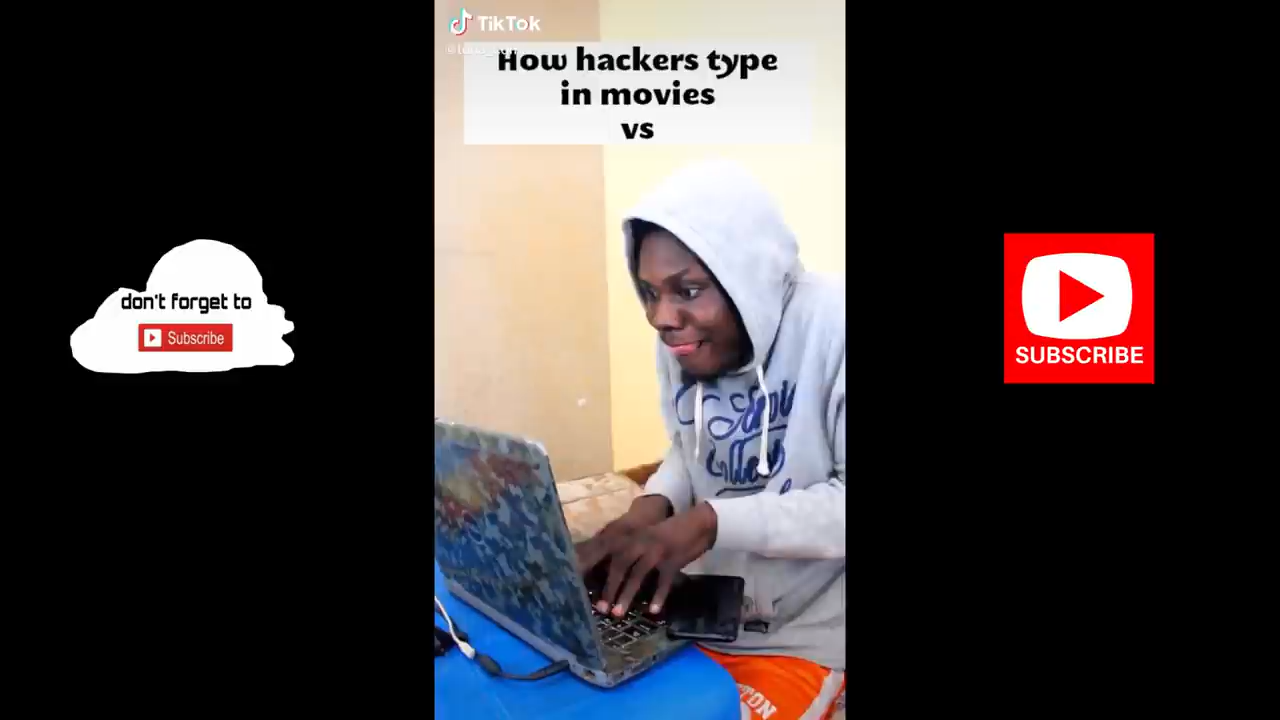 TikTok
How hackers type
in movies
vs
don't forget to
Subscribe
SUBSCRIBE